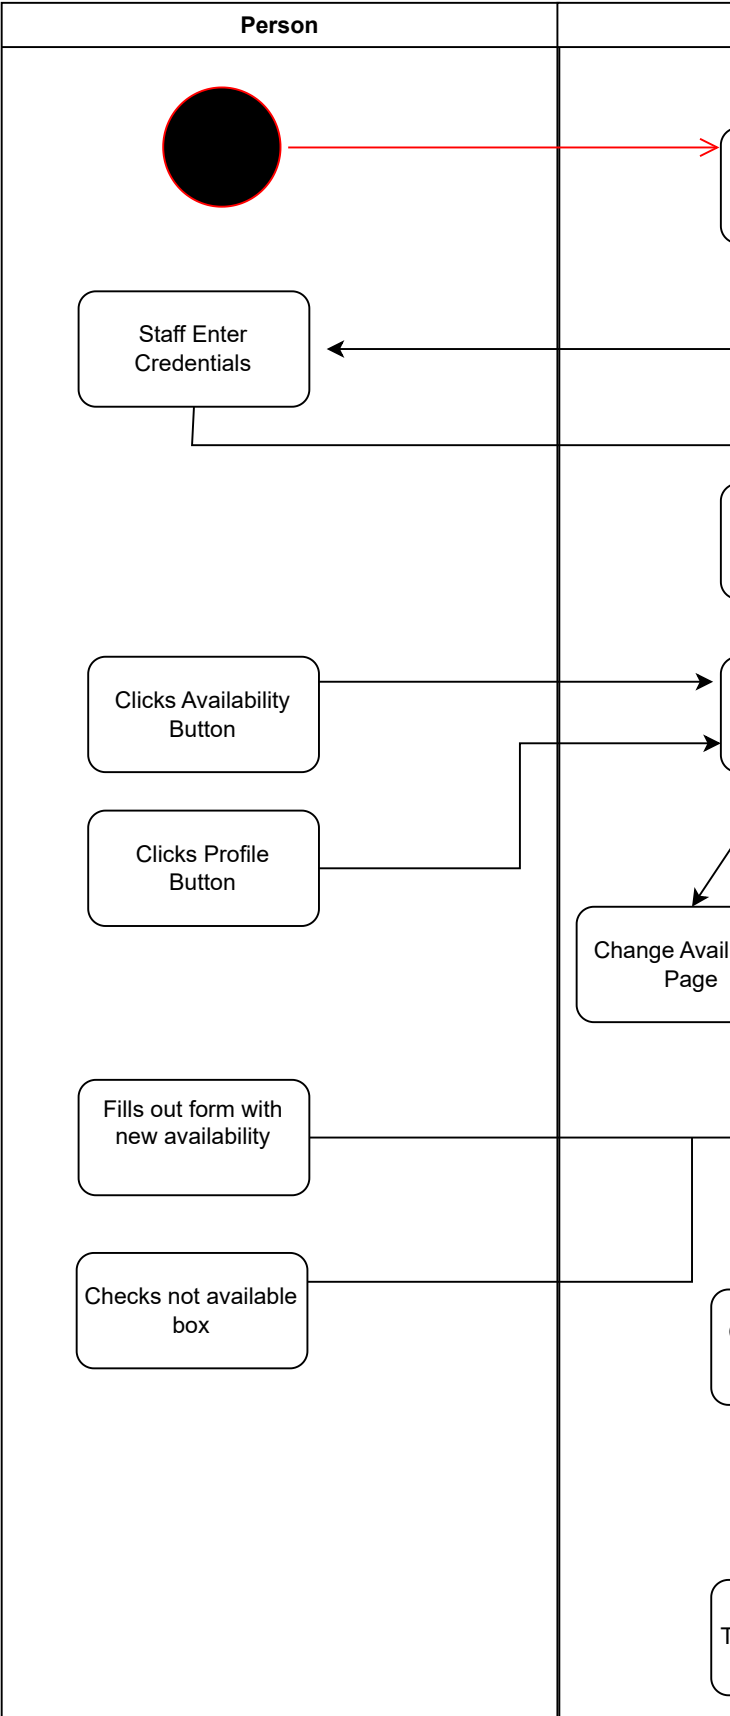 Person
Staff Enter
Credentials
Clicks Availability
Button
Clicks Profile
Button
Change Avail
Page
Fills out form with
new availability
Checks not available
box
T